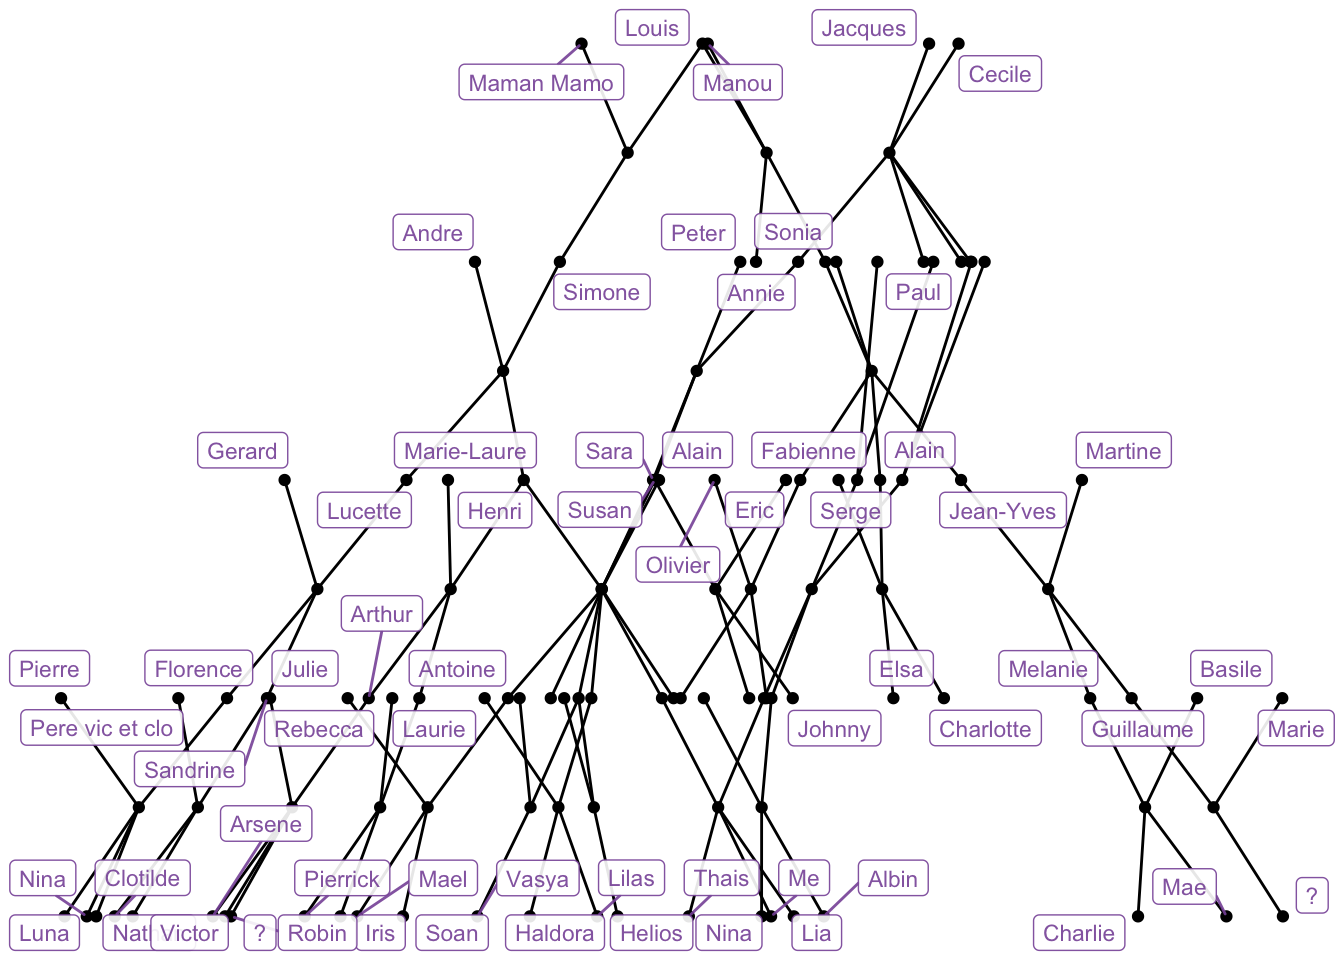 Louis
Jacques
Maman Mamo
Manou
Cecile
Andre
Peter
Sonia
Simone
Annie
Paul
Gerard
Marie-Laure
Sara
Alain
Fabienne
Alain
Martine
Lucette
Henri
Susan
Eric
Serge
Jean-Yves
Olivier
Arthur
Pierre
Florence
Julie
Antoine
Elsa
Melanie
Basile
Pere vic et clo
Rebecca
Laurie
Johnny
Charlotte
Guillaume
Marie
Sandrine
Arsene
Nina
Clotilde
Pierrick
Mael
Vasya
Lilas
Thais
Me
Albin
Mae
?
Luna
Victor
?
Robin
Iris
Soan
Haldora
Helios
Nina
Lia
Charlie